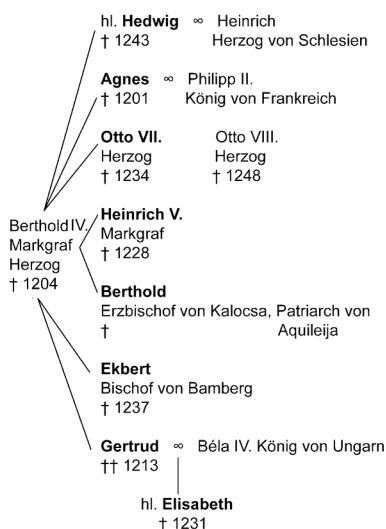 hl. Hedwig ∞ Heinrich
† 1243 Herzog von Schlesien
Agnes ∞ Philipp II.
† 1201 König von Frankreich
Otto VII. Otto VIII.
Herzog Herzog
† 1234 † 1248
Berthold IV.
Markgraf
Herzog
† 1204
Heinrich V.
Markgraf
† 1228
Berthold
Erzbischof von Kalocsa, Patriarch von
† Aquileija
Ekbert
Bischof von Bamberg
† 1237
Gertrud ∞ Béla IV. König von Ungarn
†† 1213
hl. Elisabeth
† 1231